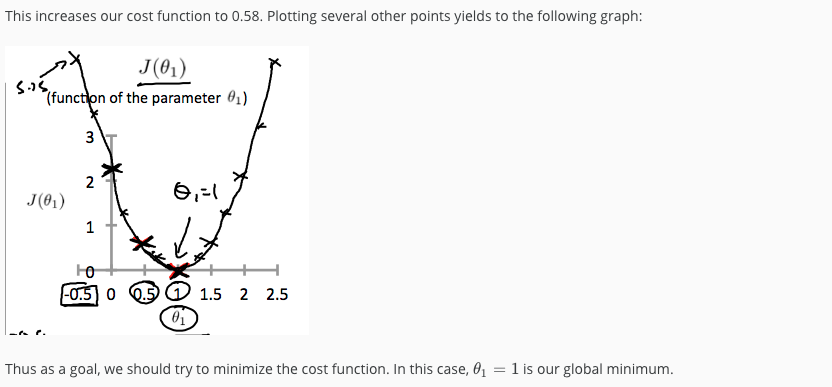 This increases our cost function to 0.58. Plotting several other points yields to the following graph:
J(θ₁)
5.25
(function of the parameter θ₁)
3
2
θ₁=1
J(θ₁)
1
0
-0.5 0 0.5 1 1.5 2 2.5
θ₁
Thus as a goal, we should try to minimize the cost function. In this case, θ₁ = 1 is our global minimum.